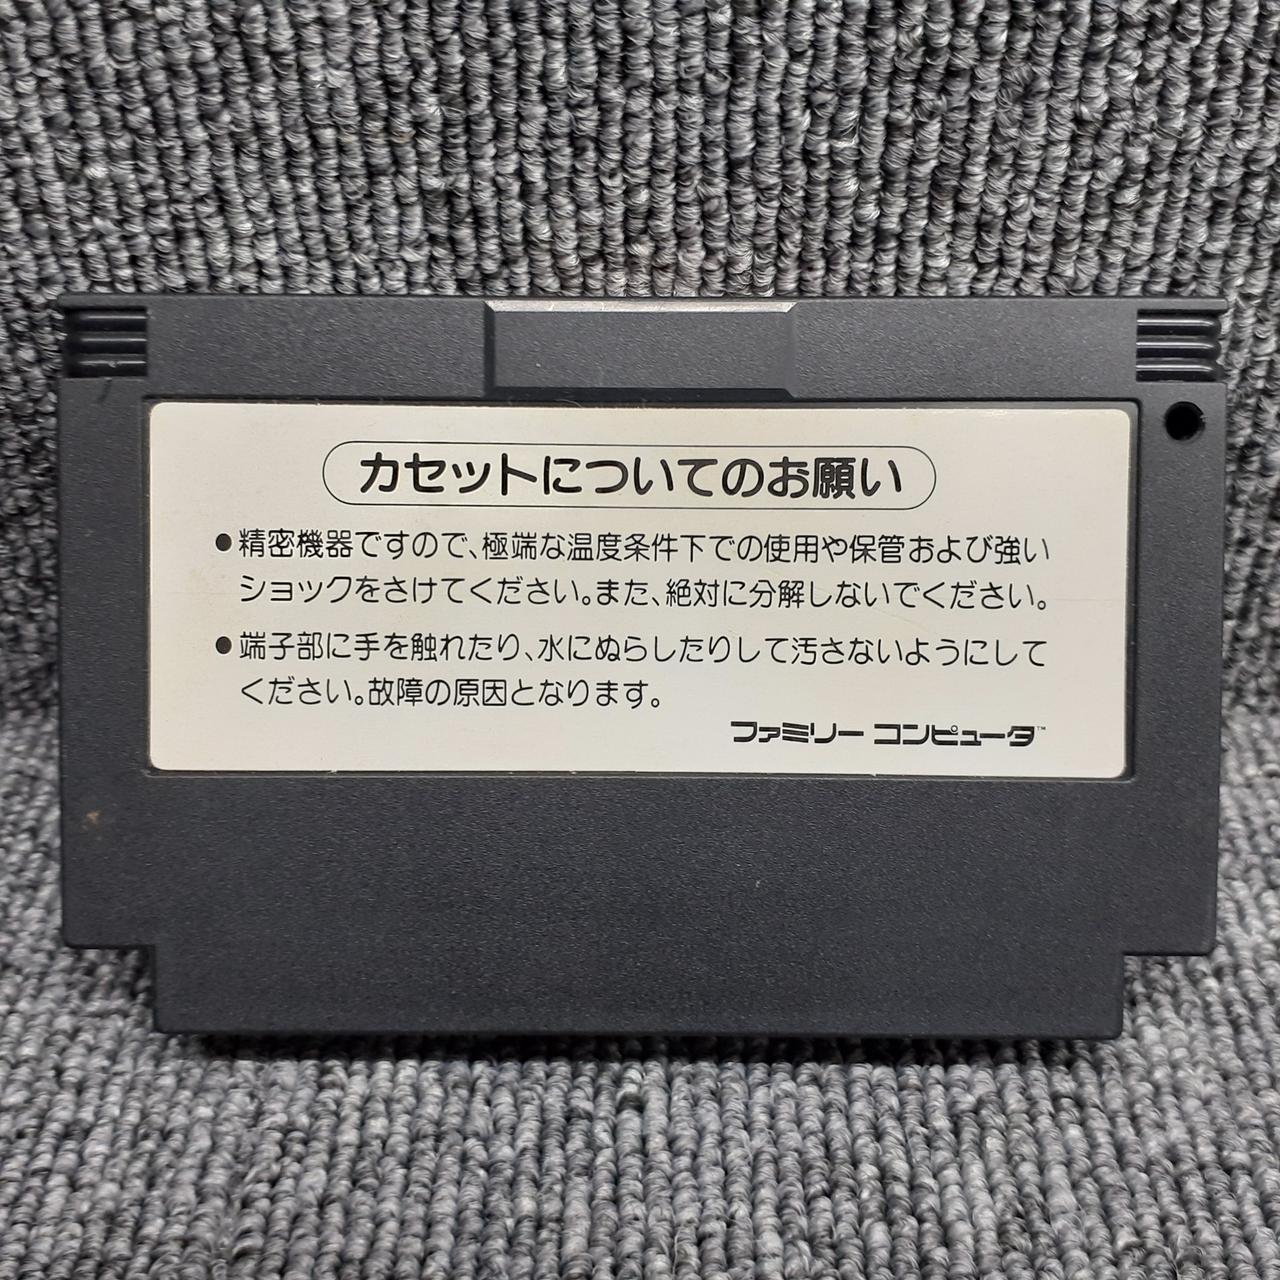 カセットについてのお願い
●精密機器ですので、極端な温度条件下での使用や保管および強い
ショックをさけてください。また、絶対に分解しないでください。
●端子部に手を触れたり、水にぬらしたりして汚さないようにして
ください。故障の原因となります。
ファミリー コンピュータ™